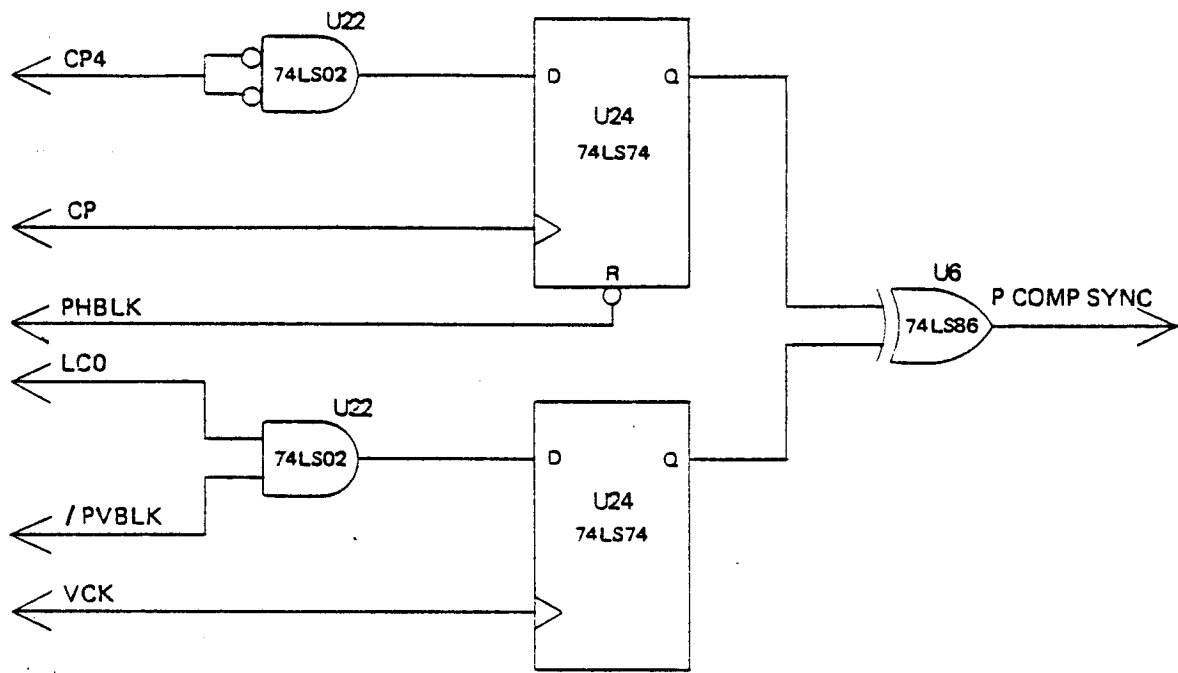 U22
CP4
74LS02
D
Q
U24
74LS74
CP
R
PHBLK
U6
P COMP SYNC
74LS86
LC0
U22
74LS02
D
Q
/PVBLK
U24
74LS74
VCK